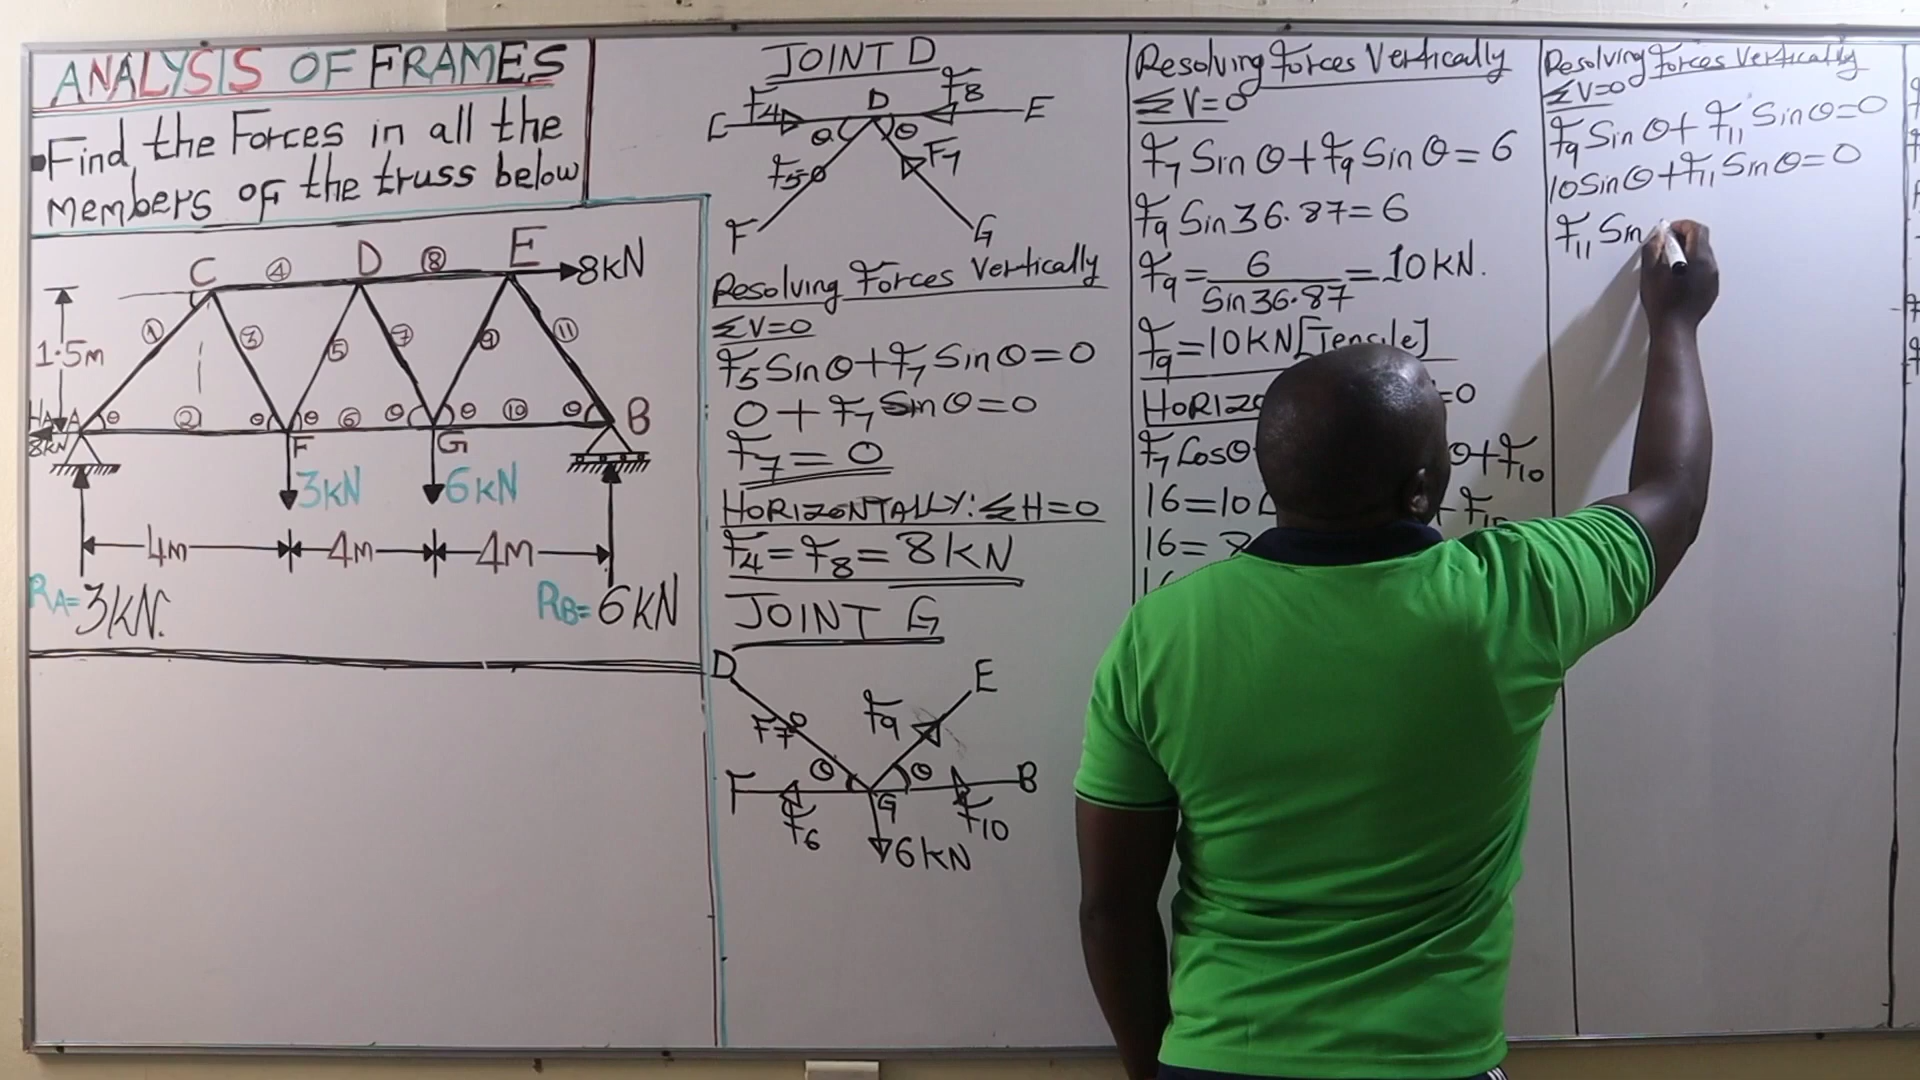 ANALYSIS OF FRAMES
•Find the Forces in all the
members of the truss below
C ④ D ⑧ E 8kN
1.5m ① ③ ⑤ ⑦ ⑨ ⑪
HA A θ ② θ θ ⑥ θ θ ⑩ θ B
8kN F G
3kN 6kN
4m 4m 4m
RA= 3kN. RB= 6kN
JOINT D
C F4 D F8 E
θ θ
F5 0 F7
F G
Resolving Forces Vertically
ΣV=0
F5 Sin θ + F7 Sin θ = 0
0 + F7 Sin θ = 0
F7 = 0
HORIZONTALLY: ΣH=0
F4 = F8 = 8kN
JOINT G
D E
F7 0 F9
θ θ
F G B
F6 F10
6kN
Resolving Forces Vertically
ΣV=0
F7 Sin θ + F9 Sin θ = 6
F9 Sin 36.87 = 6
F9 = 6 / Sin 36.87 = 10kN.
F9 = 10kN [Tensile]
=0
F7 Cosθ θ+F10
16=10
16=8
Resolving Forces Vertically
ΣV=0
F9 Sin θ + F11 Sin θ = 0
10 Sin θ + F11 Sin θ = 0
F11 Sin